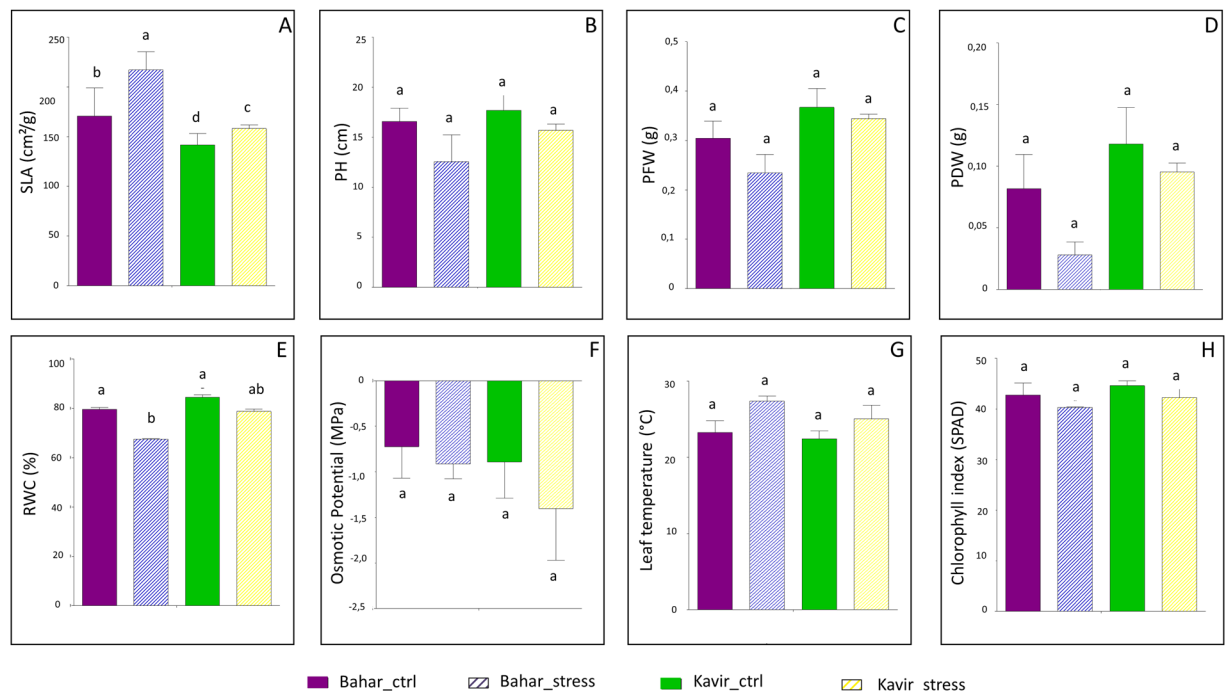 A
SLA (cm²/g)
250
200
150
100
150
100
50
0
b
a
d
c
B
PH (cm)
25
20
15
10
5
0
a
a
a
a
C
PFW (g)
0,5
0,4
0,3
0,2
0,1
0
a
a
a
a
D
PDW (g)
0,20
0,15
0,10
0,05
0,0
a
a
a
a
E
RWC (%)
100
80
60
40
20
0
a
b
a
ab
F
Osmotic Potential (MPa)
0
-0,5
-1,0
-1,5
-2,0
-2,5
a
a
a
a
G
Leaf temperature (°C)
30
20
10
0
a
a
a
a
H
Chlorophyll index (SPAD)
50
40
30
20
10
0
a
a
a
a
Bahar_ctrl Bahar_stress Kavir_ctrl Kavir_stress